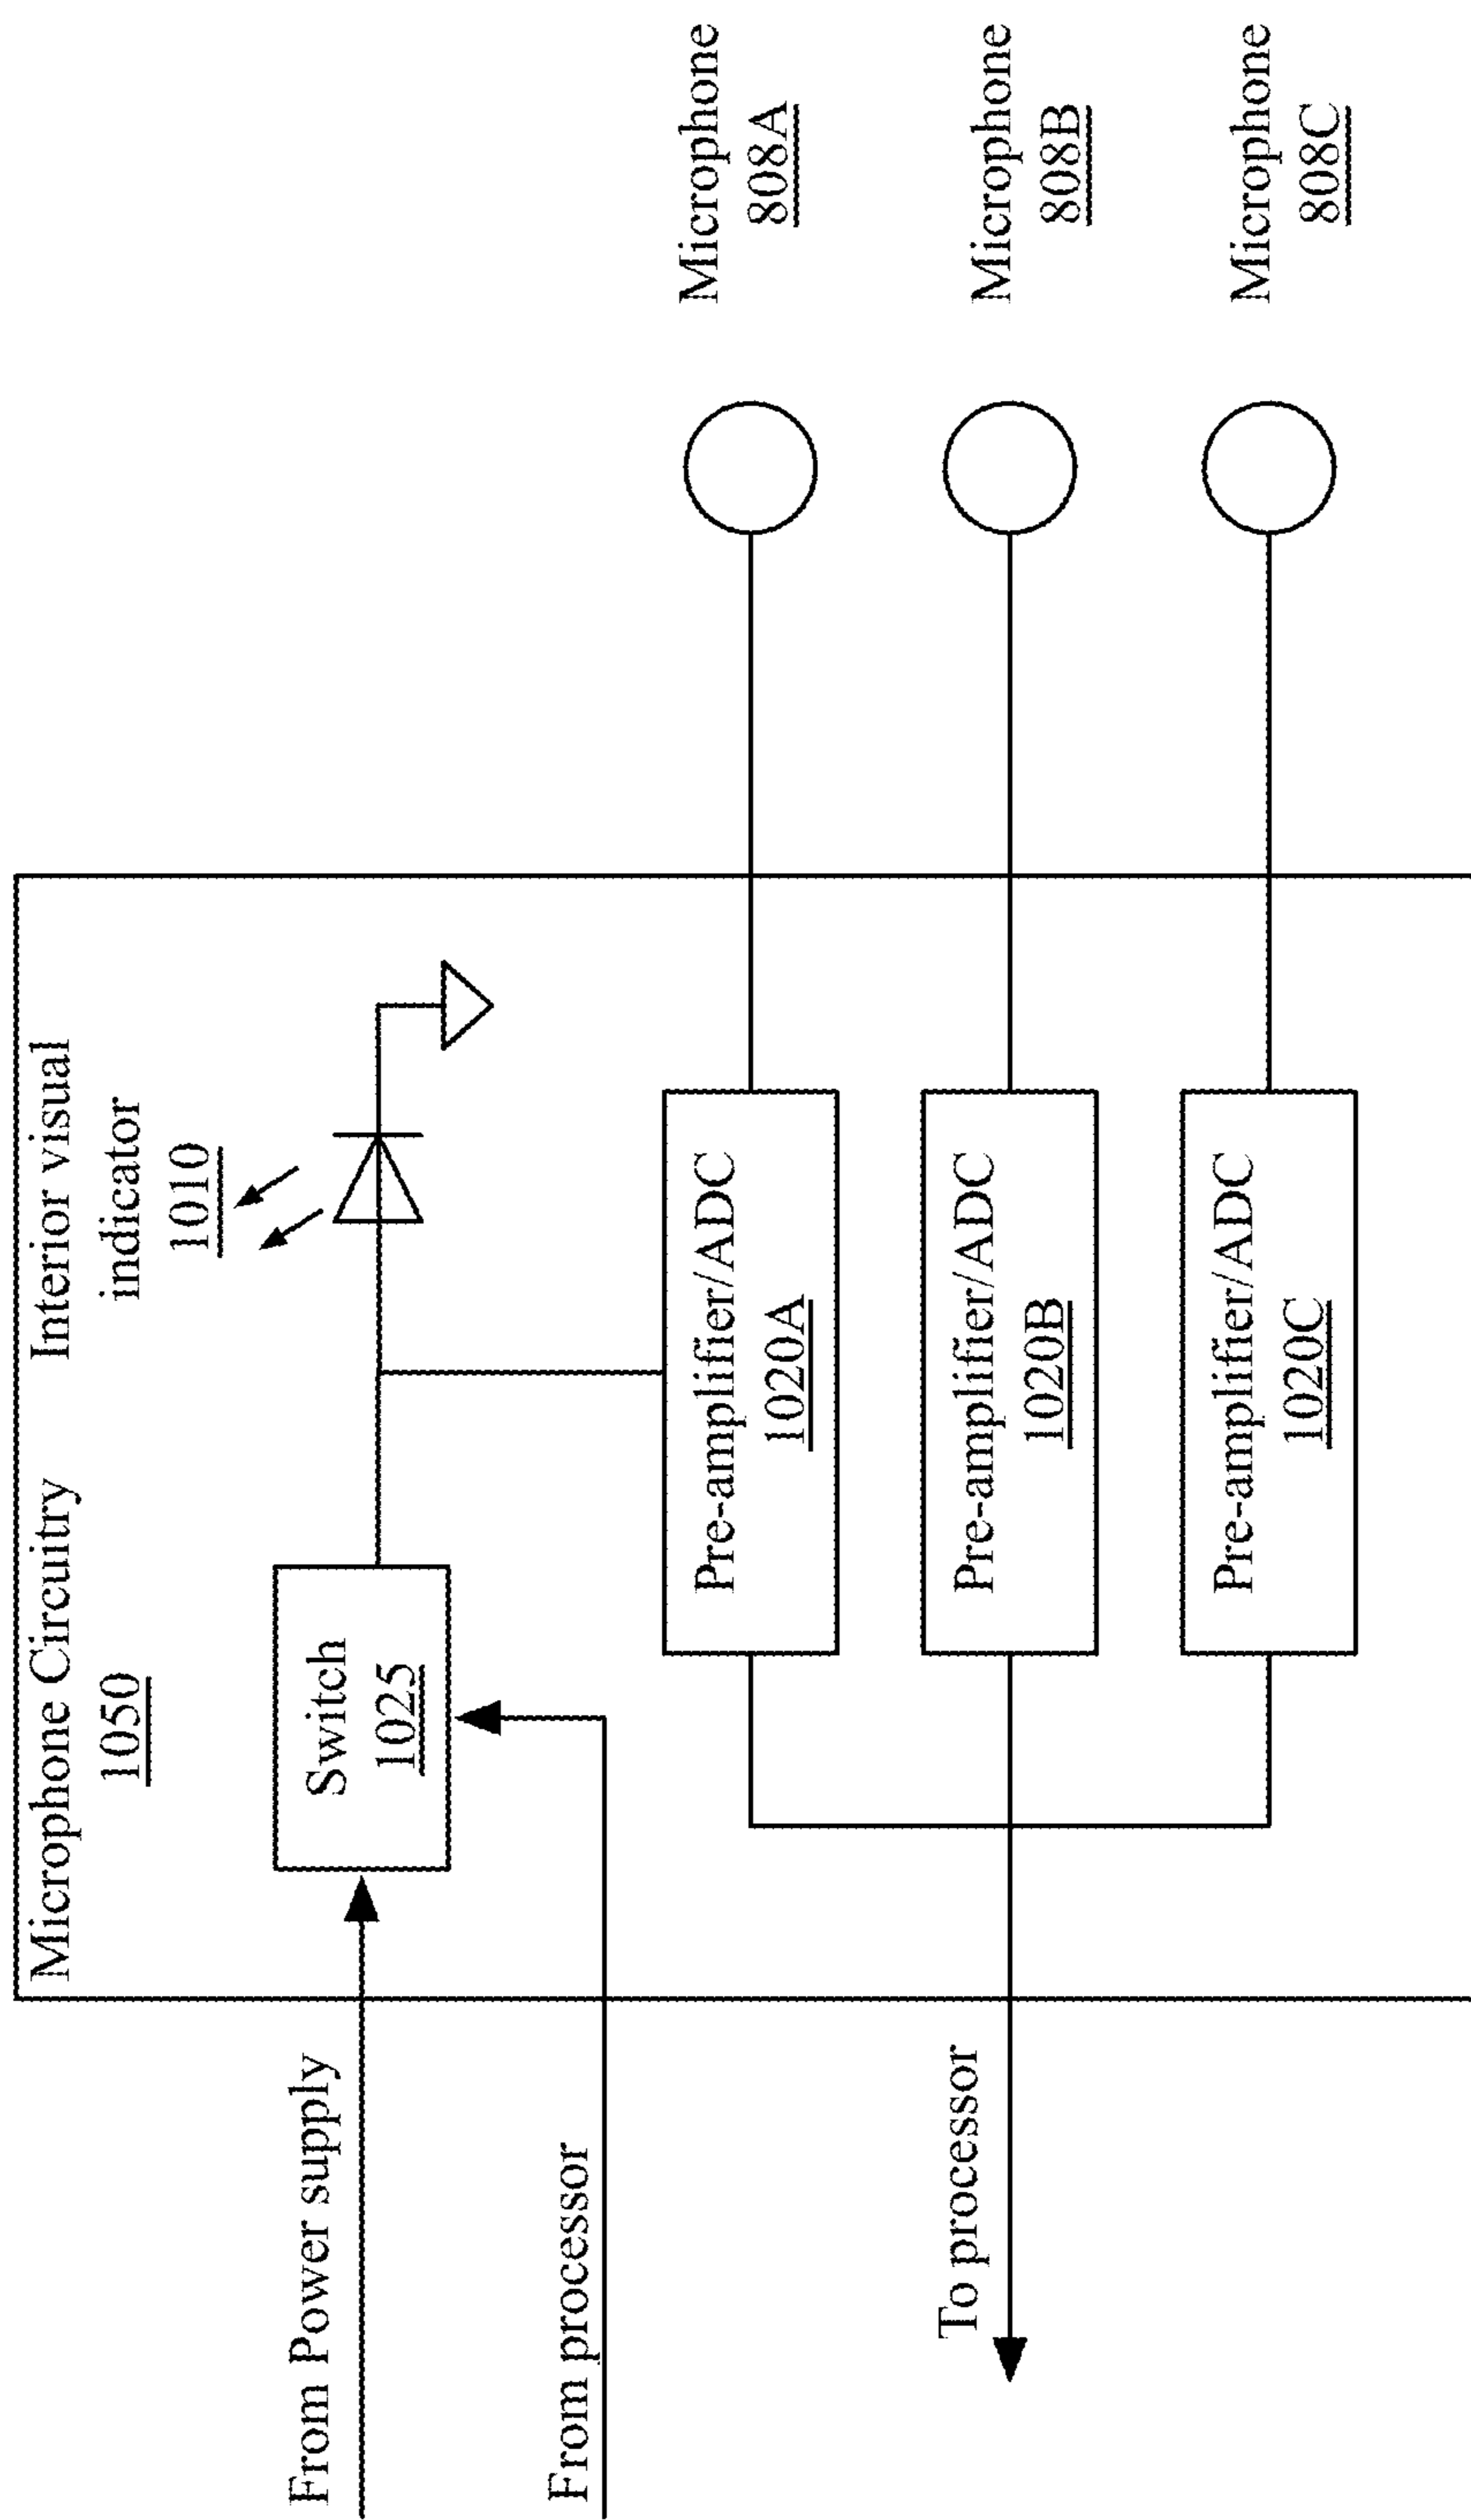 Microphone Circuitry
1050
Interior visual
indicator
1010
From Power supply
Switch
1025
From processor
Pre-amplifier/ADC
1020A
Microphone
808A
To processor
Pre-amplifier/ADC
1020B
Microphone
808B
Pre-amplifier/ADC
1020C
Microphone
808C